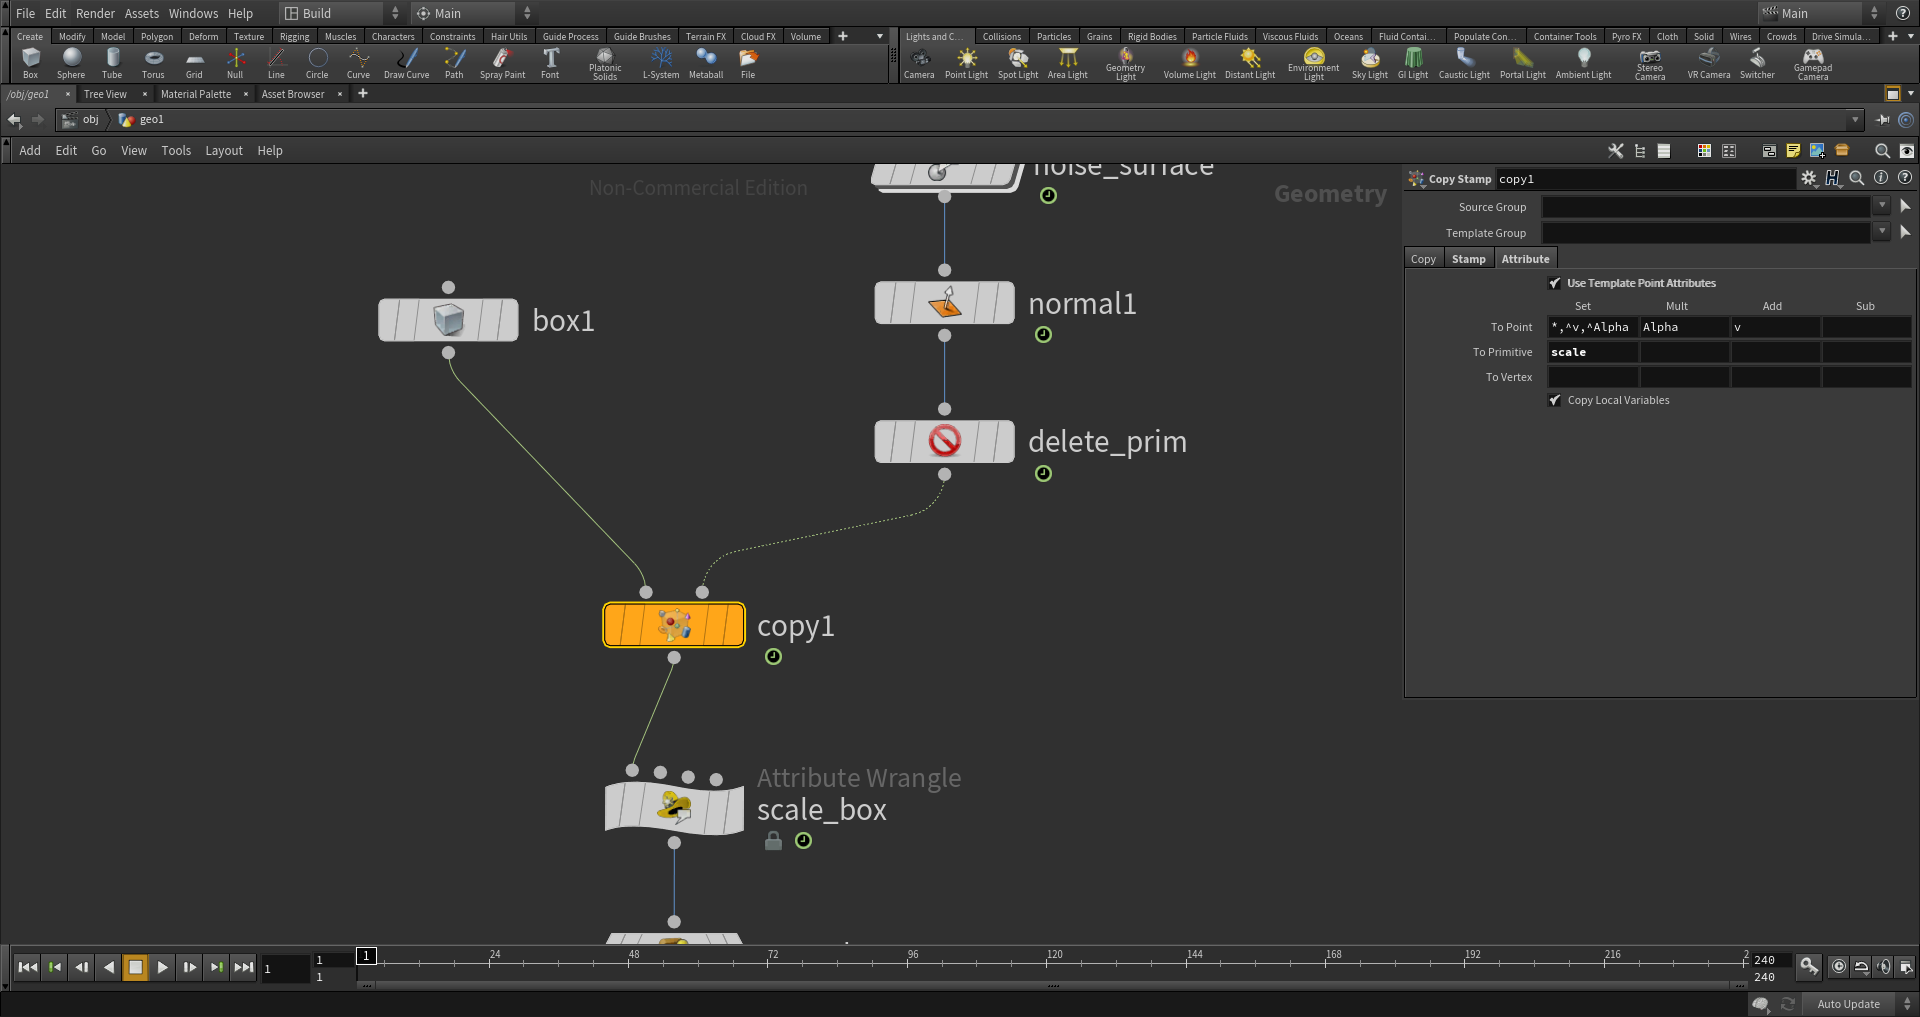 File Edit Render Assets Windows Help Build Main Main
Create Modify Model Polygon Deform Texture Rigging Muscles Characters Constraints Hair Utils Guide Process Guide Brushes Terrain FX Cloud FX Volume
Lights and C... Collisions Particles Grains Rigid Bodies Particle Fluids Viscous Fluids Oceans Fluid Contai... Populate Con... Container Tools Pyro FX Cloth Solid Wires Crowds Drive Simula...
Box Sphere Tube Torus Grid Null Line Circle Curve Draw Curve Path Spray Paint Font Platonic Solids L-System Metaball File
Camera Point Light Spot Light Area Light Geometry Light Volume Light Distant Light Environment Light Sky Light GI Light Caustic Light Portal Light Ambient Light Stereo Camera VR Camera Switcher Gamepad Camera
/obj/geo1 Tree View Material Palette Asset Browser
obj geo1
Add Edit Go View Tools Layout Help
Non-Commercial Edition
noise_surface
Geometry
normal1
box1
delete_prim
copy1
Attribute Wrangle
scale_box
Copy Stamp copy1
Source Group
Template Group
Copy Stamp Attribute
Use Template Point Attributes
Set Mult Add Sub
To Point *,^v,^Alpha Alpha v
To Primitive scale
To Vertex
Copy Local Variables
1 1 1 24 48 72 96 120 144 168 192 216 2 240
1 240
Auto Update